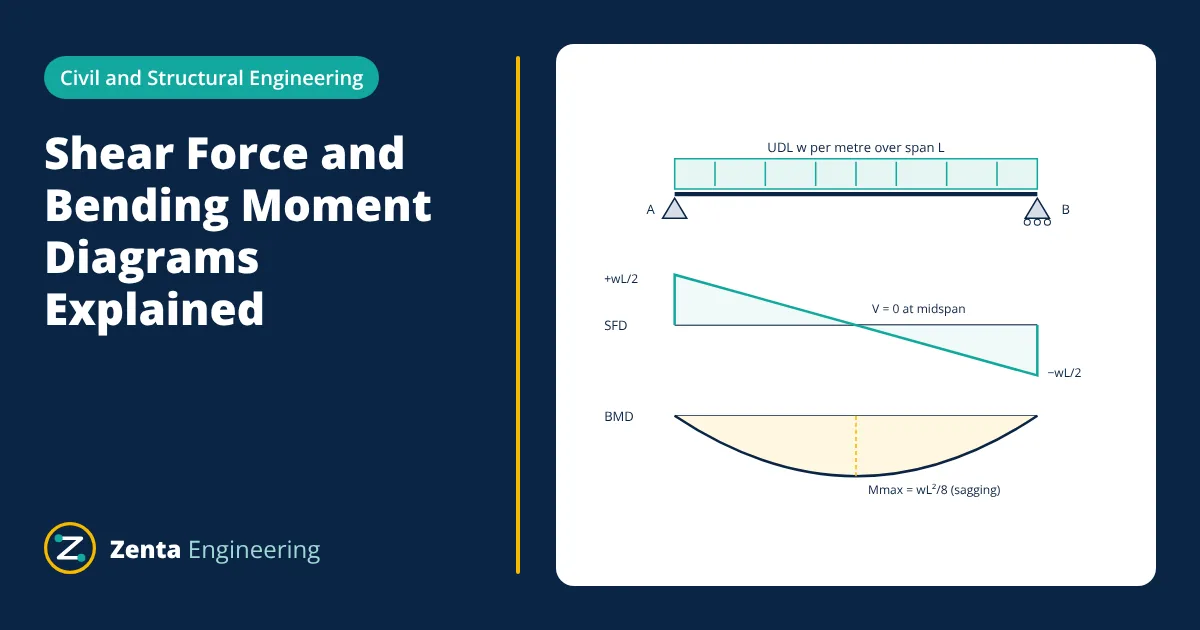 Civil and Structural Engineering
Shear Force and
Bending Moment
Diagrams
Explained
Zenta Engineering
UDL w per metre over span L
A
B
+wL/2
V = 0 at midspan
SFD
−wL/2
BMD
Mmax = wL²/8 (sagging)